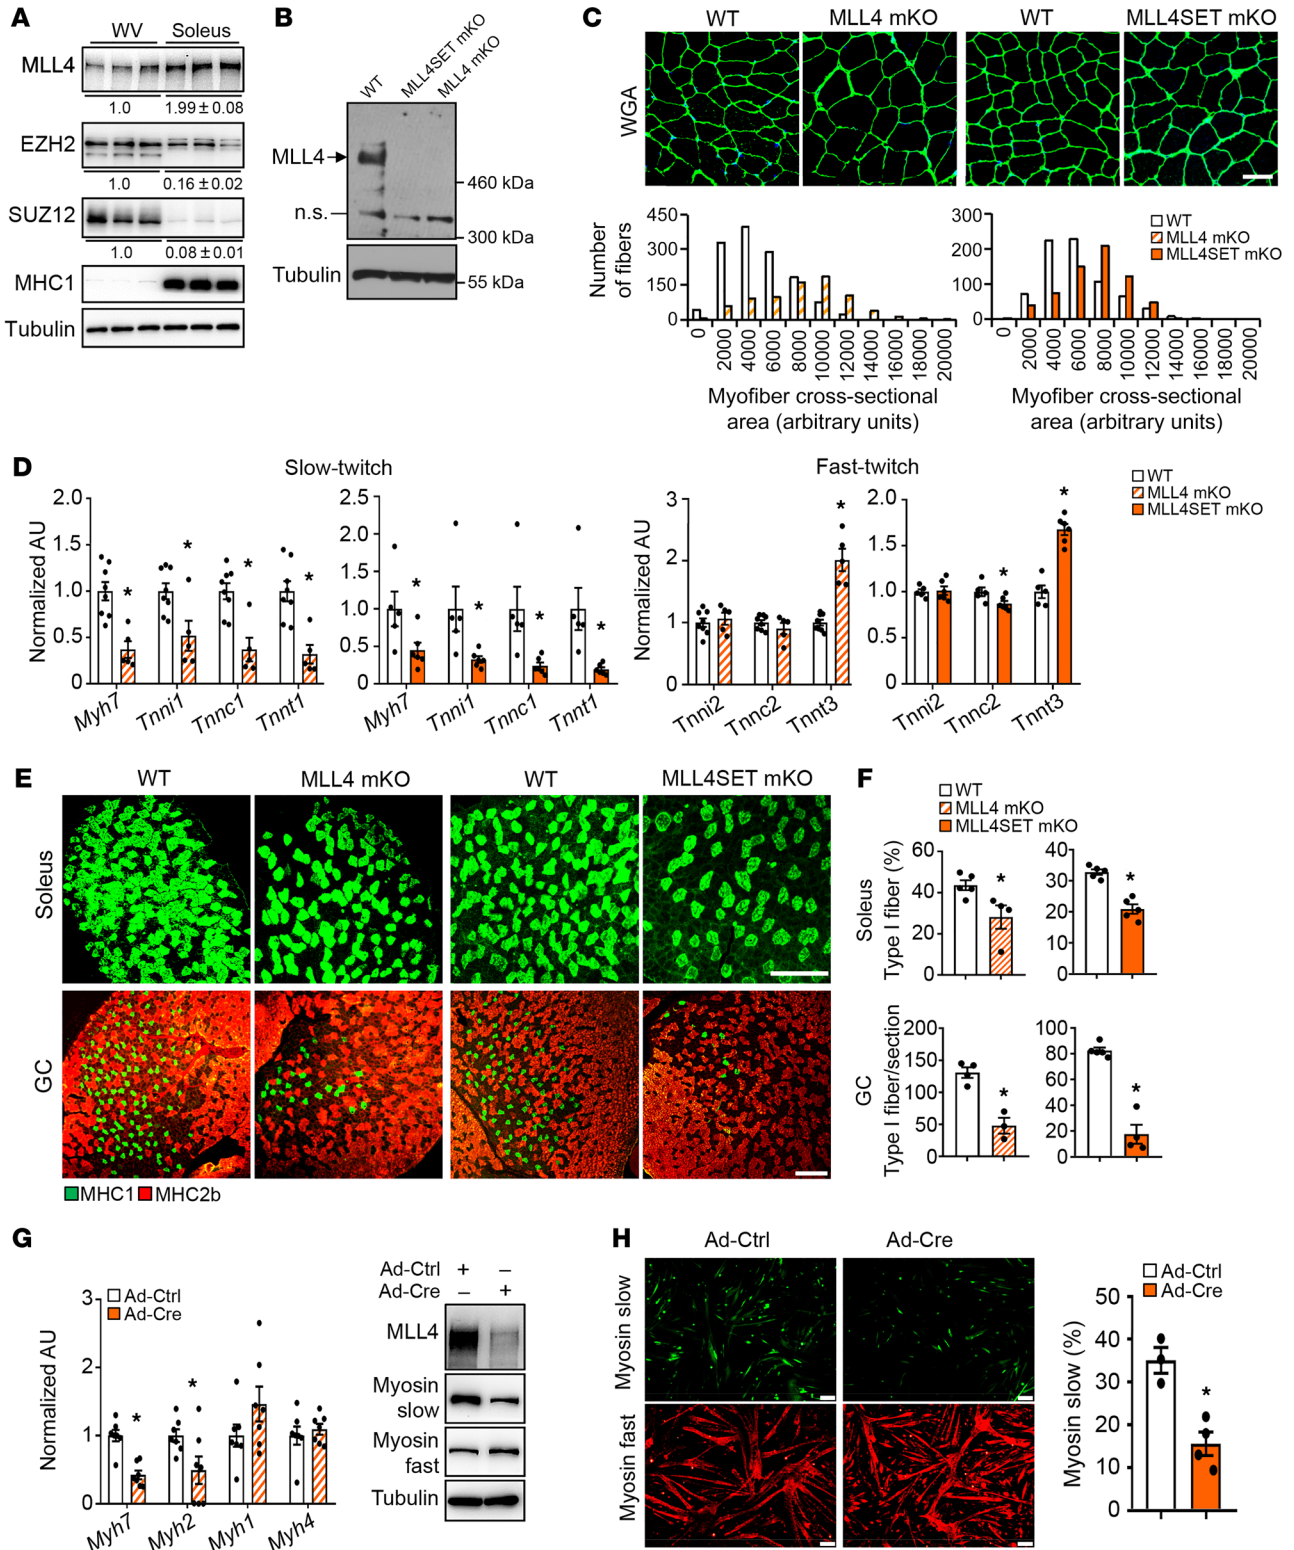 A
WV Soleus
MLL4
1.0 1.99±0.08
EZH2
1.0 0.16±0.02
SUZ12
1.0 0.08±0.01
MHC1
Tubulin
B
WT
MLL4SET mKO
MLL4 mKO
MLL4
460 kDa
n.s.
300 kDa
Tubulin
55 kDa
C
WT MLL4 mKO WT MLL4SET mKO
WGA
Number
of fibers
450
300
150
0
0 2000 4000 6000 8000 10000 12000 14000 16000 18000 20000
Myofiber cross-sectional
area (arbitrary units)
300
200
100
0
0 2000 4000 6000 8000 10000 12000 14000 16000 18000 20000
Myofiber cross-sectional
area (arbitrary units)
WT
MLL4 mKO
MLL4SET mKO
D
Slow-twitch
Normalized AU
2.0
1.5
1.0
0.5
0
* * * *
Myh7 Tnni1 Tnnc1 Tnnt1
2.5
2.0
1.5
1.0
0.5
0
* * * *
Myh7 Tnni1 Tnnc1 Tnnt1
Fast-twitch
Normalized AU
3
2
1
0
*
Tnni2 Tnnc2 Tnnt3
2.0
1.5
1.0
0.5
0
* *
Tnni2 Tnnc2 Tnnt3
WT
MLL4 mKO
MLL4SET mKO
E
WT MLL4 mKO WT MLL4SET mKO
Soleus
GC
MHC1 MHC2b
F
WT
MLL4 mKO
MLL4SET mKO
Soleus
Type I fiber (%)
60
40
20
0
*
40
30
20
10
0
*
GC
Type I fiber/section
200
150
100
50
0
*
100
80
60
40
20
0
*
G
Ad-Ctrl
Ad-Cre
Normalized AU
3
2
1
0
* *
Myh7 Myh2 Myh1 Myh4
Ad-Ctrl + –
Ad-Cre – +
MLL4
Myosin
slow
Myosin
fast
Tubulin
H
Ad-Ctrl Ad-Cre
Myosin slow
Myosin fast
Ad-Ctrl
Ad-Cre
Myosin slow (%)
50
40
30
20
10
0
*